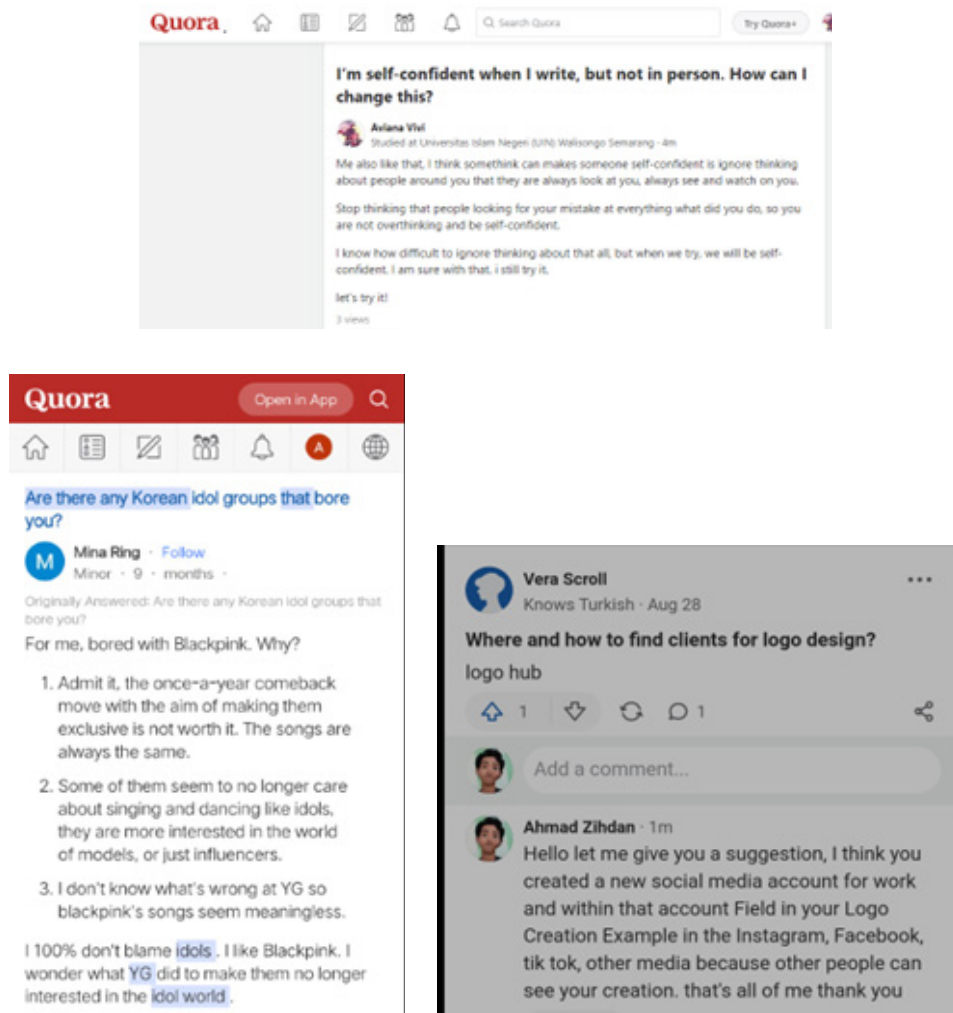 Quora
Search Quora
Try Quora+
I'm self-confident when I write, but not in person. How can I
change this?
Aviana Vivi
Studied at Universitas Islam Negeri (UIN) Walisongo Semarang · 4m
Me also like that, I think somethink can makes someone self-confident is ignore thinking
about people around you that they are always look at you, always see and watch on you.
Stop thinking that people looking for your mistake at everything what did you do, so you
are not overthinking and be self-confident.
I know how difficult to ignore thinking about that all, but when we try, we will be self-
confident. I am sure with that. i still try it.
let's try it!
3 views
Quora
Open in App
A
Are there any Korean idol groups that bore
you?
M
Mina Ring · Follow
Minor · 9 · months ·
Originally Answered: Are there any Korean idol groups that
bore you?
For me, bored with Blackpink. Why?
1. Admit it, the once-a-year comeback
move with the aim of making them
exclusive is not worth it. The songs are
always the same.
2. Some of them seem to no longer care
about singing and dancing like idols,
they are more interested in the world
of models, or just influencers.
3. I don't know what's wrong at YG so
blackpink's songs seem meaningless.
I 100% don't blame idols . I like Blackpink. I
wonder what YG did to make them no longer
interested in the idol world .
Vera Scroll
Knows Turkish · Aug 28
Where and how to find clients for logo design?
logo hub
1
1
Add a comment...
Ahmad Zihdan · 1m
Hello let me give you a suggestion, I think you
created a new social media account for work
and within that account Field in your Logo
Creation Example in the Instagram, Facebook,
tik tok, other media because other people can
see your creation. that's all of me thank you